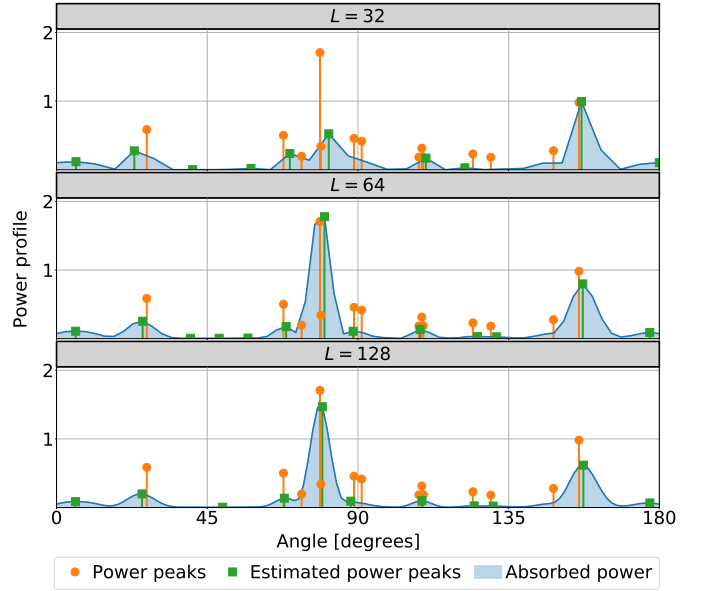 L = 32
2
1
L = 64
2
1
L = 128
2
1
0 45 90 135 180
Angle [degrees]
Power profile
Power peaks Estimated power peaks Absorbed power